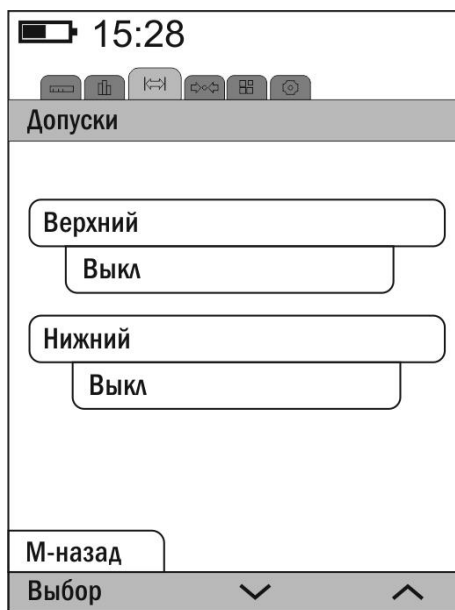 15:28
Допуски
Верхний
Выкл
Нижний
Выкл
М-назад
Выбор